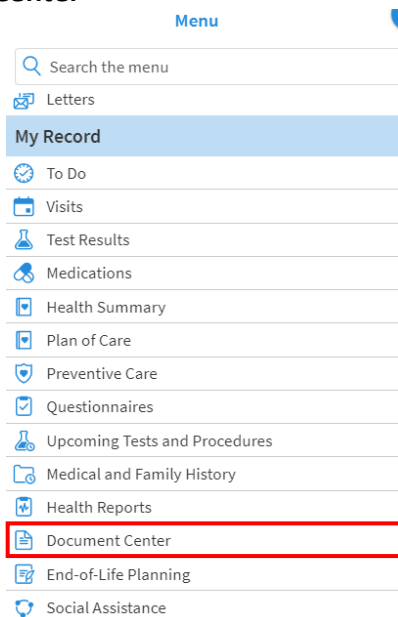 Menu
Search the menu
Letters
My Record
To Do
Visits
Test Results
Medications
Health Summary
Plan of Care
Preventive Care
Questionnaires
Upcoming Tests and Procedures
Medical and Family History
Health Reports
Document Center
End-of-Life Planning
Social Assistance